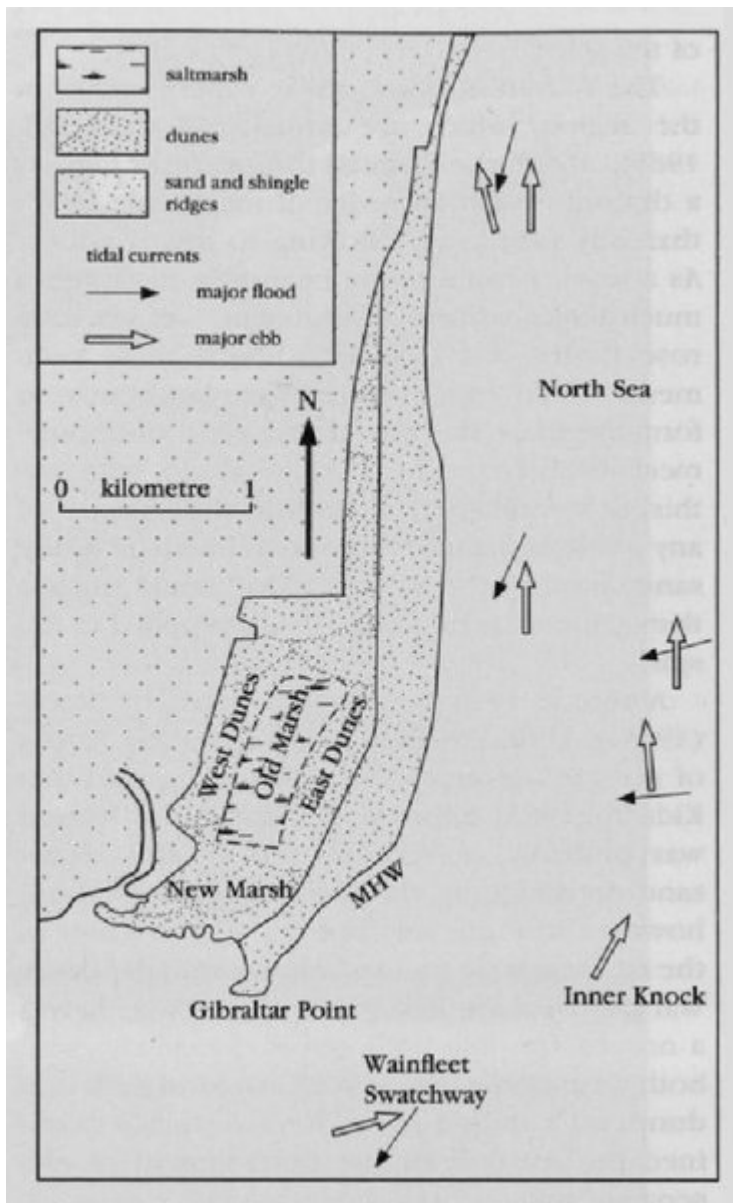 saltmarsh
dunes
sand and shingle
ridges
tidal currents
major flood
major ebb
N
0 kilometre 1
North Sea
West Dunes
Old Marsh
East Dunes
New Marsh
MHW
Gibraltar Point
Inner Knock
Wainfleet
Swatchway